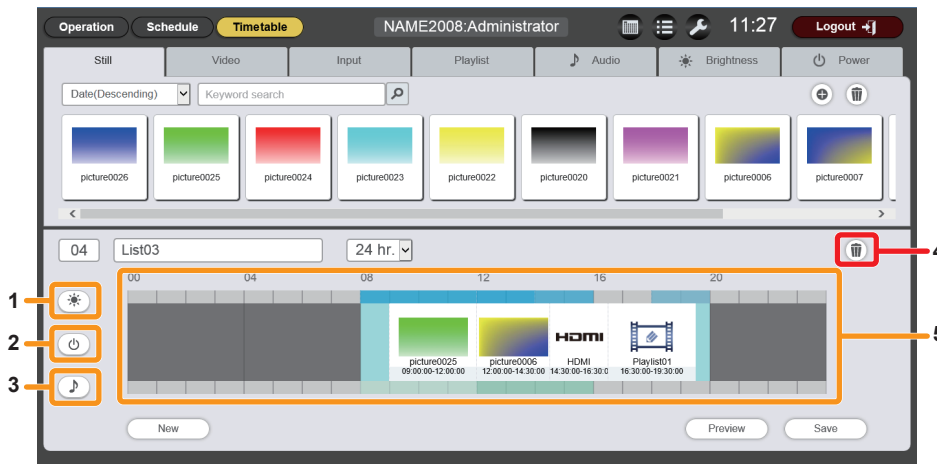 Operation Schedule Timetable NAME2008:Administrator 11:27 Logout
Still Video Input Playlist Audio Brightness Power
Date(Descending) Keyword search
picture0026 picture0025 picture0024 picture0023 picture0022 picture0020 picture0021 picture0006 picture0007
04 List03 24 hr. 4
00 04 08 12 16 20
1
2 5
3
HDMI
picture0025 picture0006 HDMI Playlist01
09:00:00-12:00:00 12:00:00-14:30:00 14:30:00-16:30:0 16:30:00-19:30:00
New Preview Save